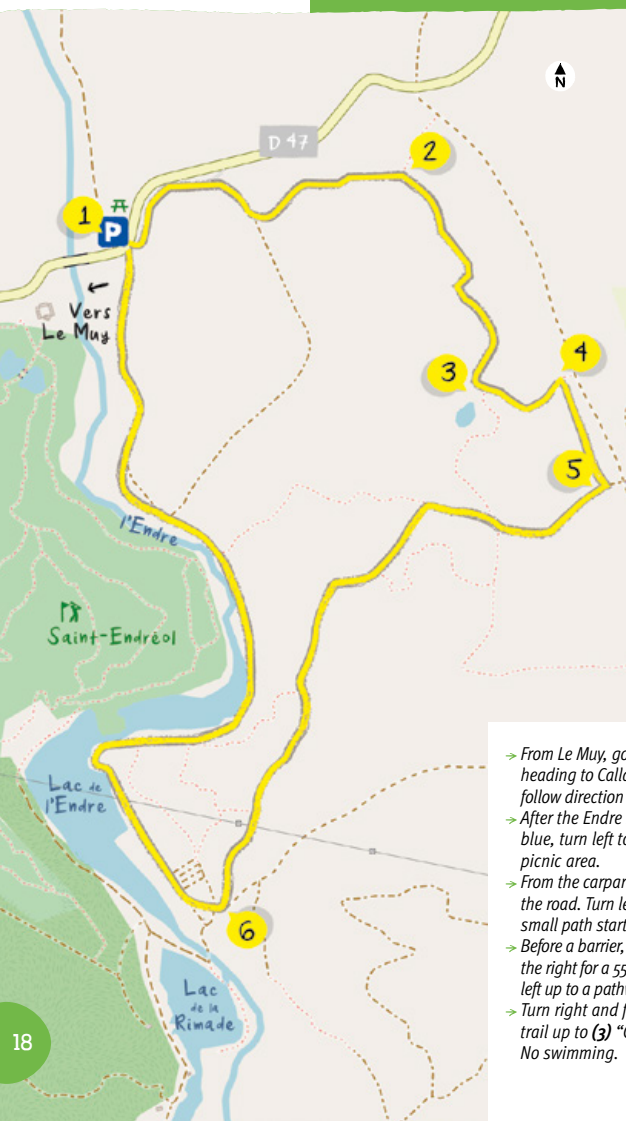 N
D 47
2
1
P
Vers
Le Muy
3
4
5
l'Endre
Saint-Endréol
Lac de
l'Endre
6
Lac
de la
Rimade
18
→ From Le Muy, go
heading to Calla
follow direction
→ After the Endre
blue, turn left to
picnic area.
→ From the carpar
the road. Turn le
small path start
→ Before a barrier,
the right for a 55
left up to a path
→ Turn right and f
trail up to (3) “
No swimming.